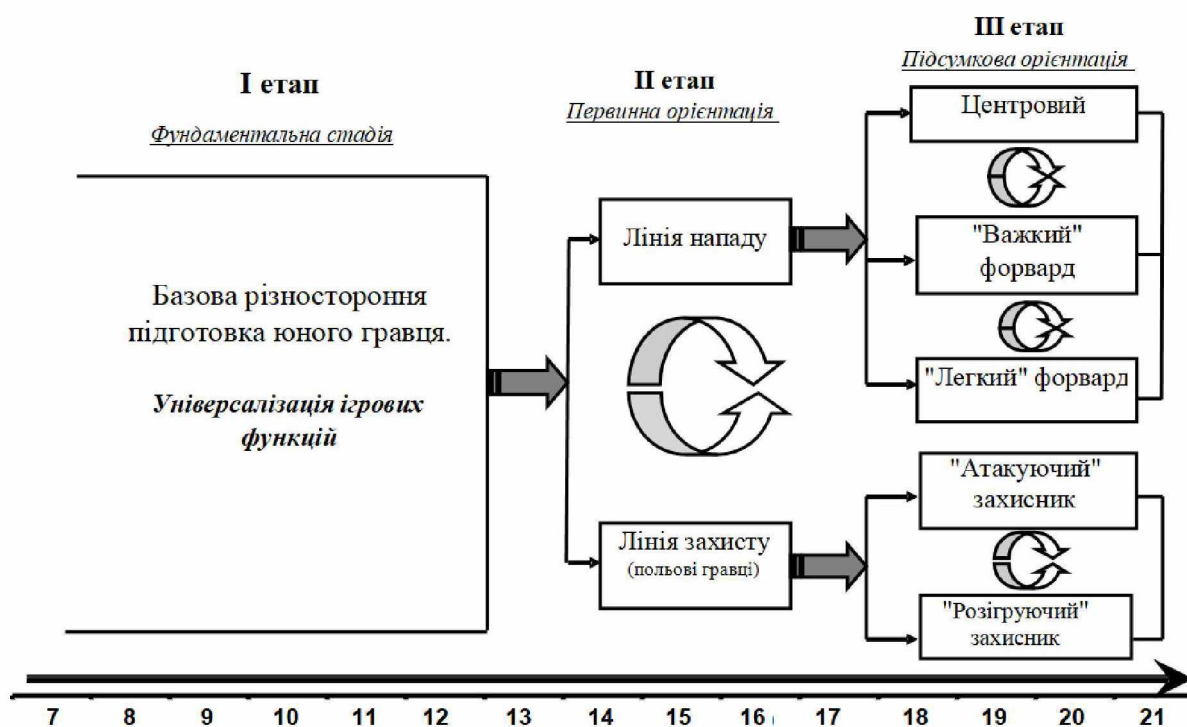 I етап
Фундаментальна стадія
Базова різностороння
підготовка юного гравця.
Універсалізація ігрових
функцій
II етап
Первинна орієнтація
Лінія нападу
Лінія захисту
(польові гравці)
III етап
Підсумкова орієнтація
Центровий
"Важкий"
форвард
"Легкий" форвард
"Атакуючий"
захисник
"Розігруючий"
захисник
7 8 9 10 11 12 13 14 15 16 ( 17 18 19 20 21